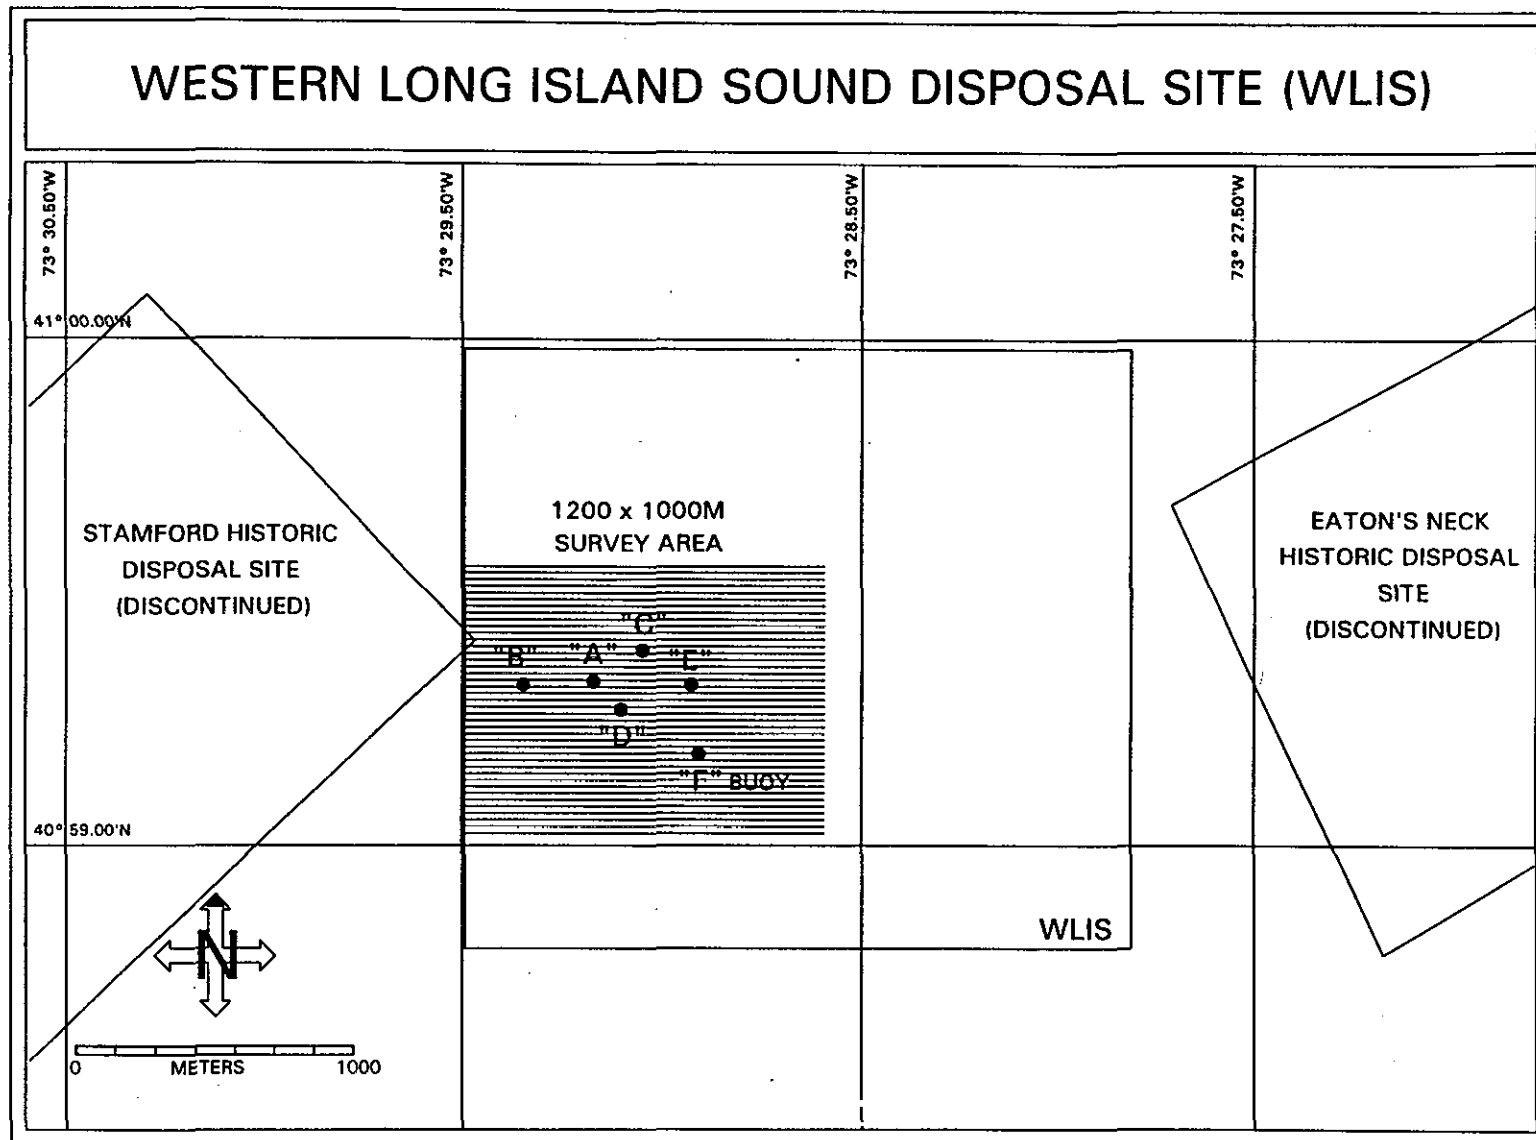 WESTERN LONG ISLAND SOUND DISPOSAL SITE (WLIS)
73° 30.50'W
73° 29.50'W
73° 28.50'W
73° 27.50'W
41° 00.00'N
1200 x 1000M
SURVEY AREA
STAMFORD HISTORIC
DISPOSAL SITE
(DISCONTINUED)
EATON'S NECK
HISTORIC DISPOSAL
SITE
(DISCONTINUED)
"C"
"B" "A" "E"
"D"
"F" BUOY
40° 59.00'N
WLIS
N
0 METERS 1000